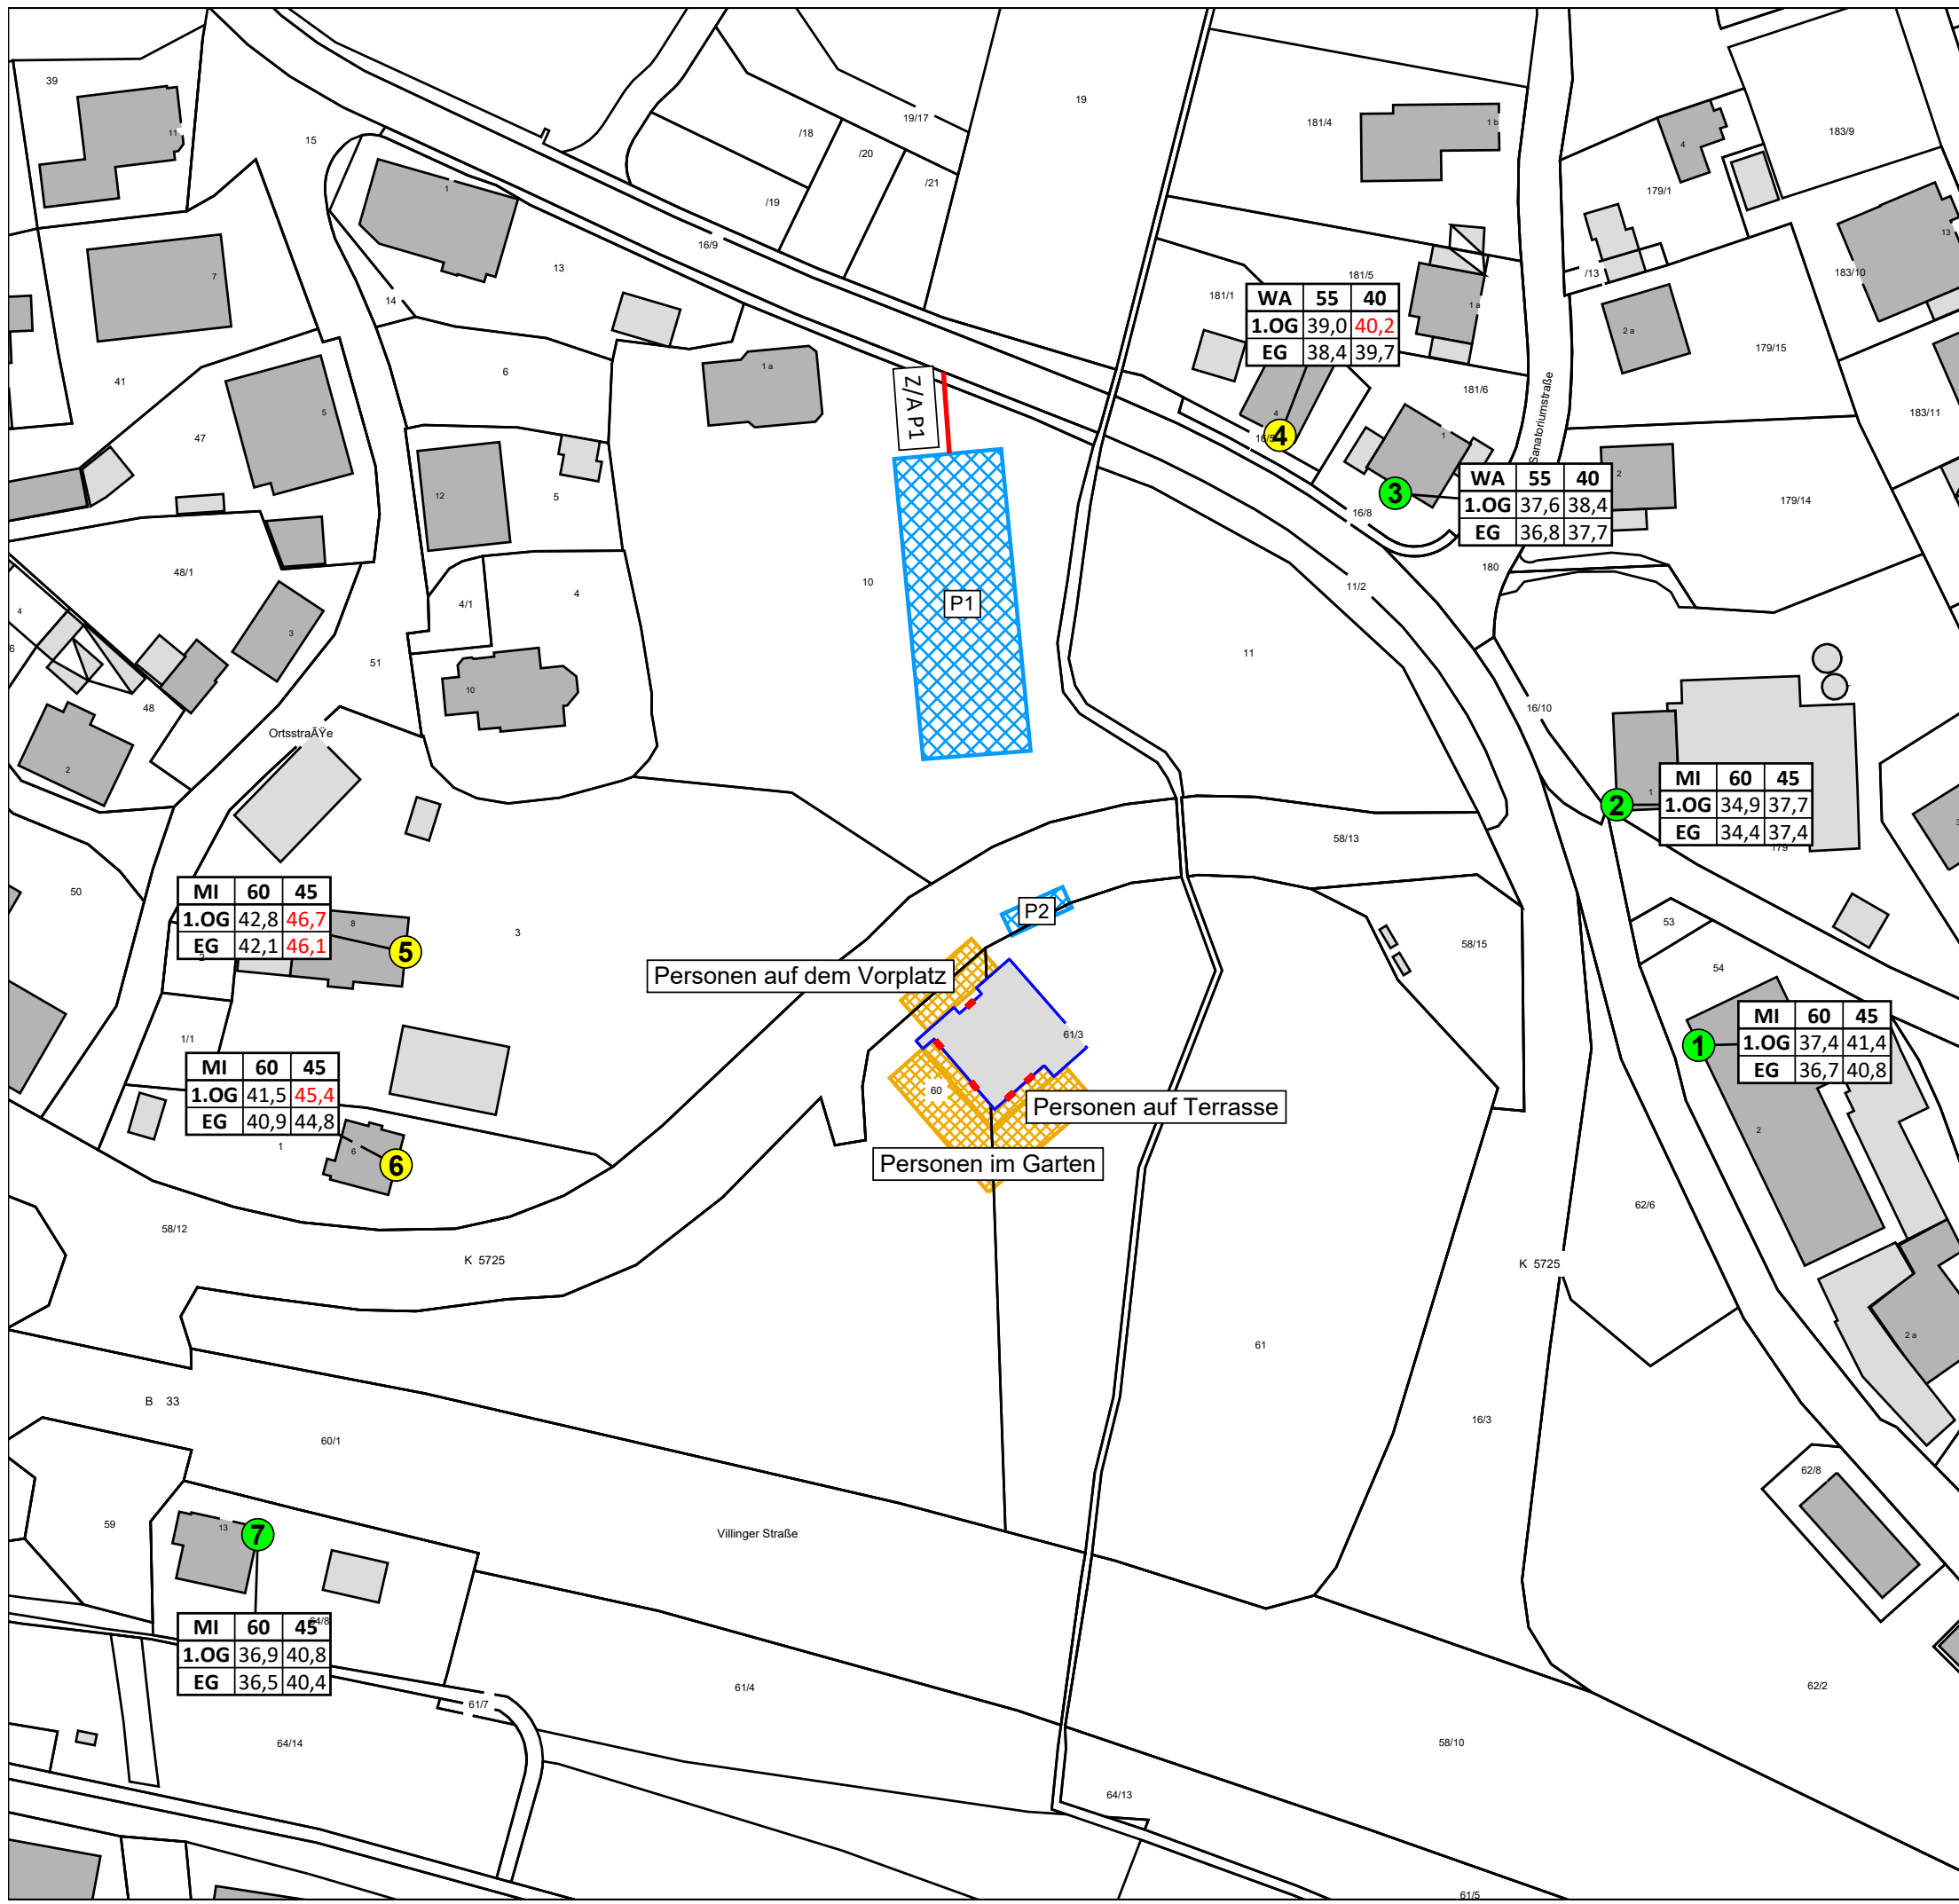 39
11
15
1
19
19/17
/18
/20
/21
/19
16/9
181/4
1 b
4
183/9
179/1
13
183/10
/13
7
14
13
181/5
181/1
1 a
2 a
179/15
WA 55 40
1.OG 39,0 40,2
EG 38,4 39,7
41
5
6
1 a
Z/A P1
181/6
183/11
47
12
5
4
16/5
4
1
Sanatoriumstraße
2
179/14
3
WA 55 40
1.OG 37,6 38,4
EG 36,8 37,7
16/8
180
48/1
10
11/2
4
4/1
4
P1
3
6
51
11
48
10
16/10
OrtsstraÃŸe
2
1
2
MI 60 45
1.OG 34,9 37,7
EG 34,4 37,4
179
3
58/13
50
MI 60 45
1.OG 42,8 46,7
EG 42,1 46,1
8
5
2
3
P2
53
58/15
54
Personen auf dem Vorplatz
61/3
1/1
1
MI 60 45
1.OG 37,4 41,4
EG 36,7 40,8
MI 60 45
1.OG 41,5 45,4
EG 40,9 44,8
60
Personen auf Terrasse
2
1
6
6
Personen im Garten
58/12
62/6
K 5725
K 5725
2 a
61
B 33
60/1
16/3
62/8
59
13
7
Villinger Straße
64/8
MI 60 45
1.OG 36,9 40,8
EG 36,5 40,4
61/7
61/4
62/2
64/14
58/10
64/13
61/5